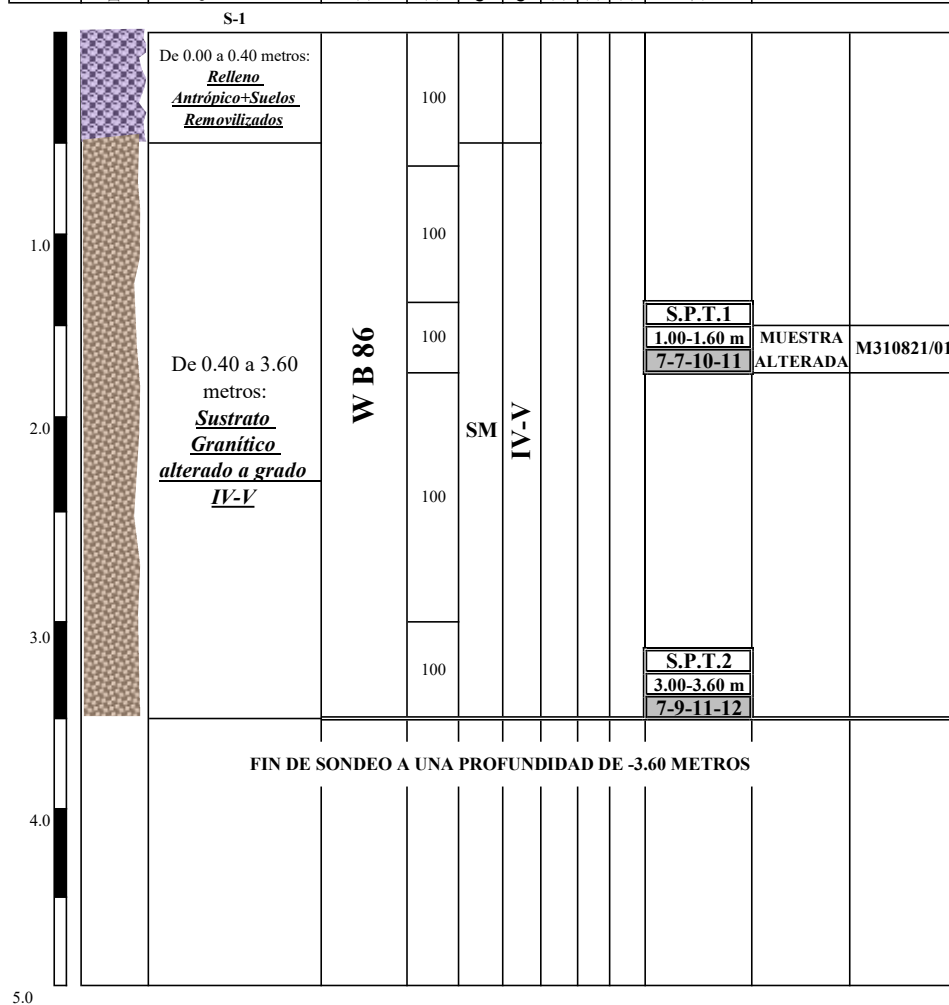 S-1
De 0.00 a 0.40 metros:
Relleno
Antrópico+Suelos
Removilizados
100
100
1.0
S.P.T.1
1.00-1.60 m
7-7-10-11
MUESTRA
ALTERADA
M310821/01
100
W B 86
De 0.40 a 3.60
metros:
Sustrato
Granítico
alterado a grado
IV-V
2.0
SM
IV-V
100
3.0
100
S.P.T.2
3.00-3.60 m
7-9-11-12
FIN DE SONDEO A UNA PROFUNDIDAD DE -3.60 METROS
4.0
5.0